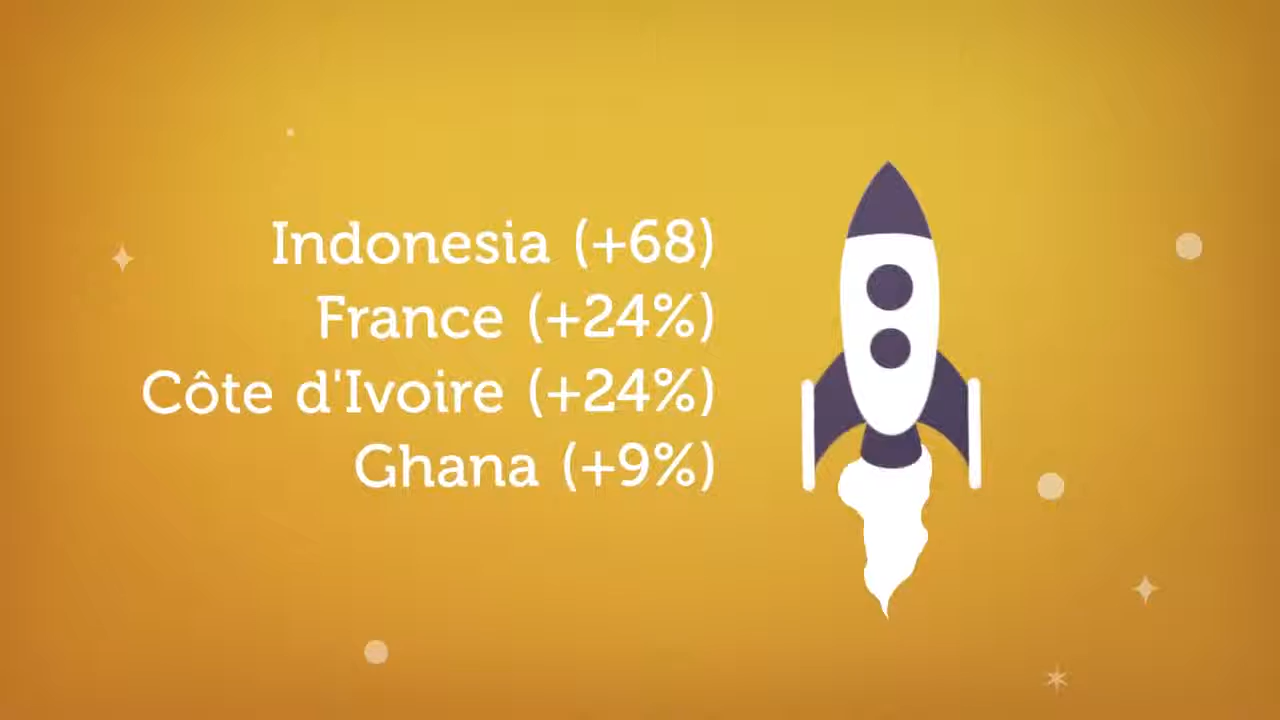 Indonesia (+68)
France (+24%)
Côte d'Ivoire (+24%)
Ghana (+9%)